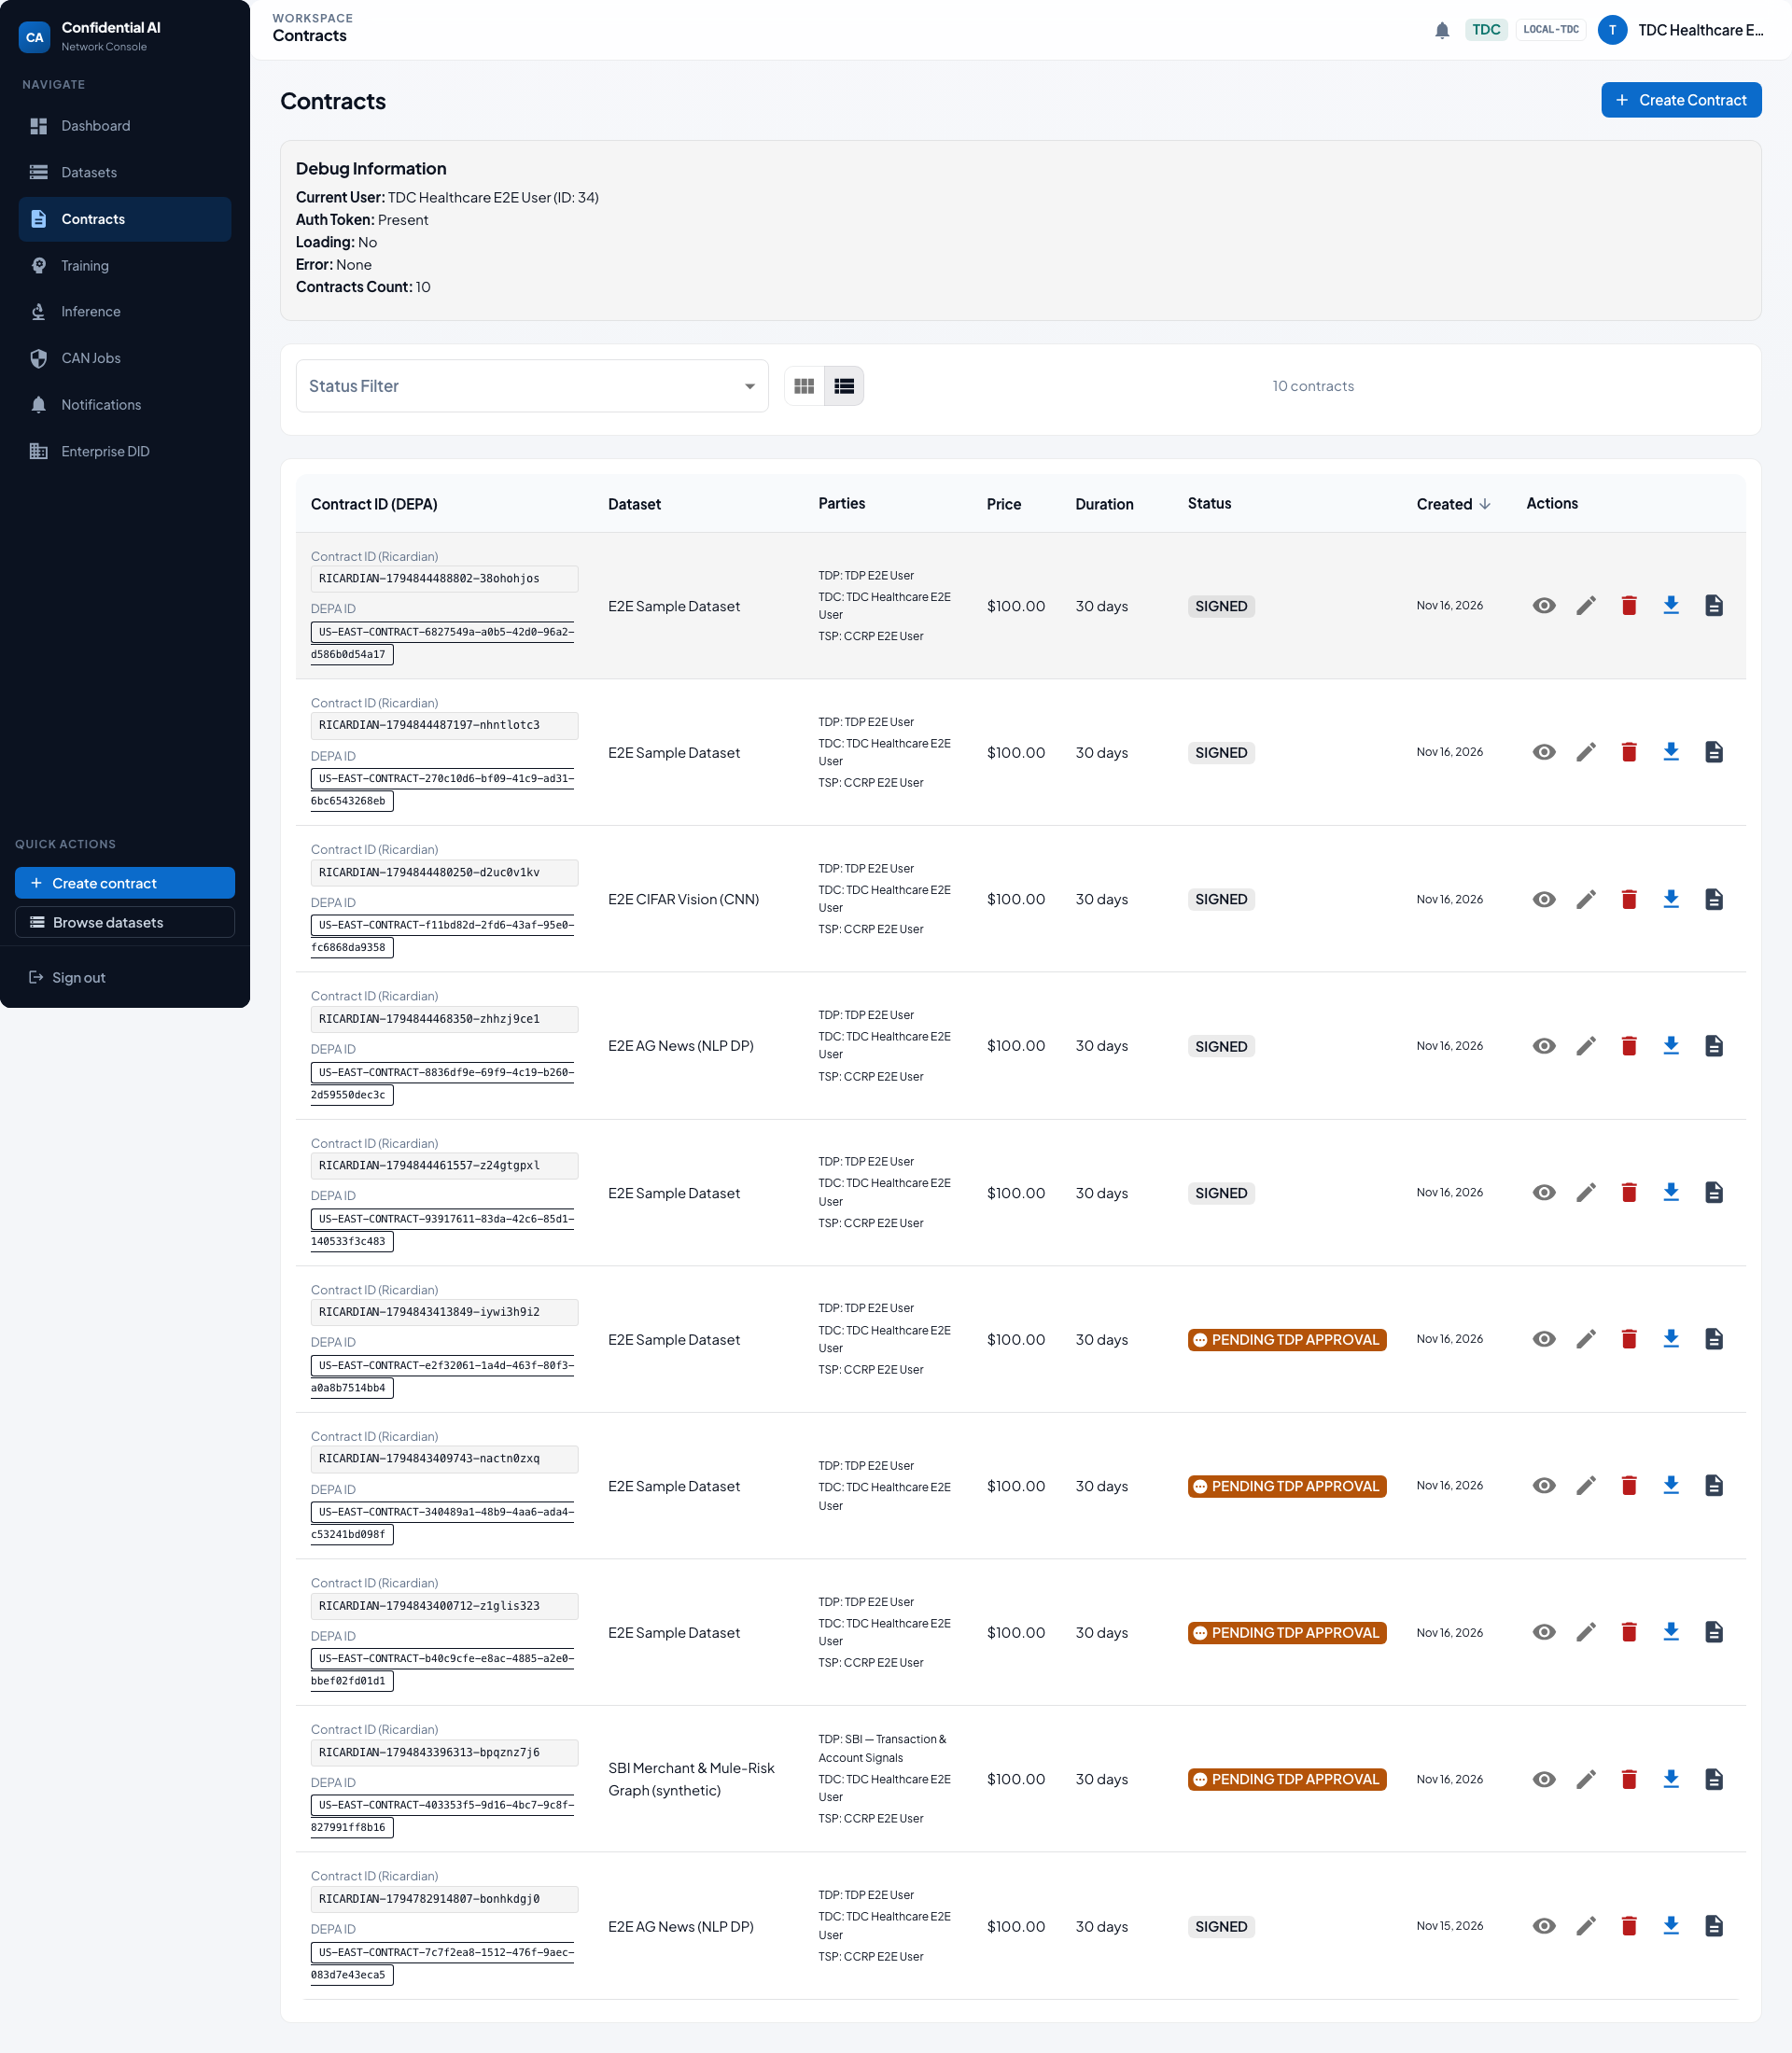 CA
Confidential AI
Network Console
NAVIGATE
Dashboard
Datasets
Contracts
Training
Inference
CAN Jobs
Notifications
Enterprise DID
QUICK ACTIONS
Create contract
Browse datasets
Sign out
WORKSPACE
Contracts
TDC
LOCAL-TDC
T
TDC Healthcare E...
Contracts
Create Contract
Debug Information
Current User: TDC Healthcare E2E User (ID: 34)
Auth Token: Present
Loading: No
Error: None
Contracts Count: 10
Status Filter
10 contracts
Contract ID (DEPA) Dataset Parties Price Duration Status Created Actions
Contract ID (Ricardian)
RICARDIAN-1794844488802-38ohohjos
DEPA ID
US-EAST-CONTRACT-6827549a-a0b5-42d0-96a2-
d586b0d54a17
E2E Sample Dataset
TDP: TDP E2E User
TDC: TDC Healthcare E2E
User
TSP: CCRP E2E User
$100.00
30 days
SIGNED
Nov 16, 2026
Contract ID (Ricardian)
RICARDIAN-1794844487197-nhntlotc3
DEPA ID
US-EAST-CONTRACT-270c10d6-bf09-41c9-ad31-
6bc6543268eb
E2E Sample Dataset
TDP: TDP E2E User
TDC: TDC Healthcare E2E
User
TSP: CCRP E2E User
$100.00
30 days
SIGNED
Nov 16, 2026
Contract ID (Ricardian)
RICARDIAN-1794844480250-d2uc0v1kv
DEPA ID
US-EAST-CONTRACT-f11bd82d-2fd6-43af-95e0-
fc6868da9358
E2E CIFAR Vision (CNN)
TDP: TDP E2E User
TDC: TDC Healthcare E2E
User
TSP: CCRP E2E User
$100.00
30 days
SIGNED
Nov 16, 2026
Contract ID (Ricardian)
RICARDIAN-1794844468350-zhhzj9ce1
DEPA ID
US-EAST-CONTRACT-8836df9e-69f9-4c19-b260-
2d59550dec3c
E2E AG News (NLP DP)
TDP: TDP E2E User
TDC: TDC Healthcare E2E
User
TSP: CCRP E2E User
$100.00
30 days
SIGNED
Nov 16, 2026
Contract ID (Ricardian)
RICARDIAN-1794844461557-z24gtgpxl
DEPA ID
US-EAST-CONTRACT-93917611-83da-42c6-85d1-
140533f3c483
E2E Sample Dataset
TDP: TDP E2E User
TDC: TDC Healthcare E2E
User
TSP: CCRP E2E User
$100.00
30 days
SIGNED
Nov 16, 2026
Contract ID (Ricardian)
RICARDIAN-1794843413849-iywi3h9i2
DEPA ID
US-EAST-CONTRACT-e2f32061-1a4d-463f-80f3-
a0a8b7514bb4
E2E Sample Dataset
TDP: TDP E2E User
TDC: TDC Healthcare E2E
User
TSP: CCRP E2E User
$100.00
30 days
PENDING TDP APPROVAL
Nov 16, 2026
Contract ID (Ricardian)
RICARDIAN-1794843409743-nactn0zxq
DEPA ID
US-EAST-CONTRACT-340489a1-48b9-4aa6-ada4-
c53241bd098f
E2E Sample Dataset
TDP: TDP E2E User
TDC: TDC Healthcare E2E
User
$100.00
30 days
PENDING TDP APPROVAL
Nov 16, 2026
Contract ID (Ricardian)
RICARDIAN-1794843400712-z1glis323
DEPA ID
US-EAST-CONTRACT-b40c9cfe-e8ac-4885-a2e0-
bbef02fd01d1
E2E Sample Dataset
TDP: TDP E2E User
TDC: TDC Healthcare E2E
User
TSP: CCRP E2E User
$100.00
30 days
PENDING TDP APPROVAL
Nov 16, 2026
Contract ID (Ricardian)
RICARDIAN-1794843396313-bpqznz7j6
DEPA ID
US-EAST-CONTRACT-403353f5-9d16-4bc7-9c8f-
827991ff8b16
SBI Merchant & Mule-Risk
Graph (synthetic)
TDP: SBI — Transaction &
Account Signals
TDC: TDC Healthcare E2E
User
TSP: CCRP E2E User
$100.00
30 days
PENDING TDP APPROVAL
Nov 16, 2026
Contract ID (Ricardian)
RICARDIAN-1794782914807-bonhkdgj0
DEPA ID
US-EAST-CONTRACT-7c7f2ea8-1512-476f-9aec-
083d7e43eca5
E2E AG News (NLP DP)
TDP: TDP E2E User
TDC: TDC Healthcare E2E
User
TSP: CCRP E2E User
$100.00
30 days
SIGNED
Nov 15, 2026